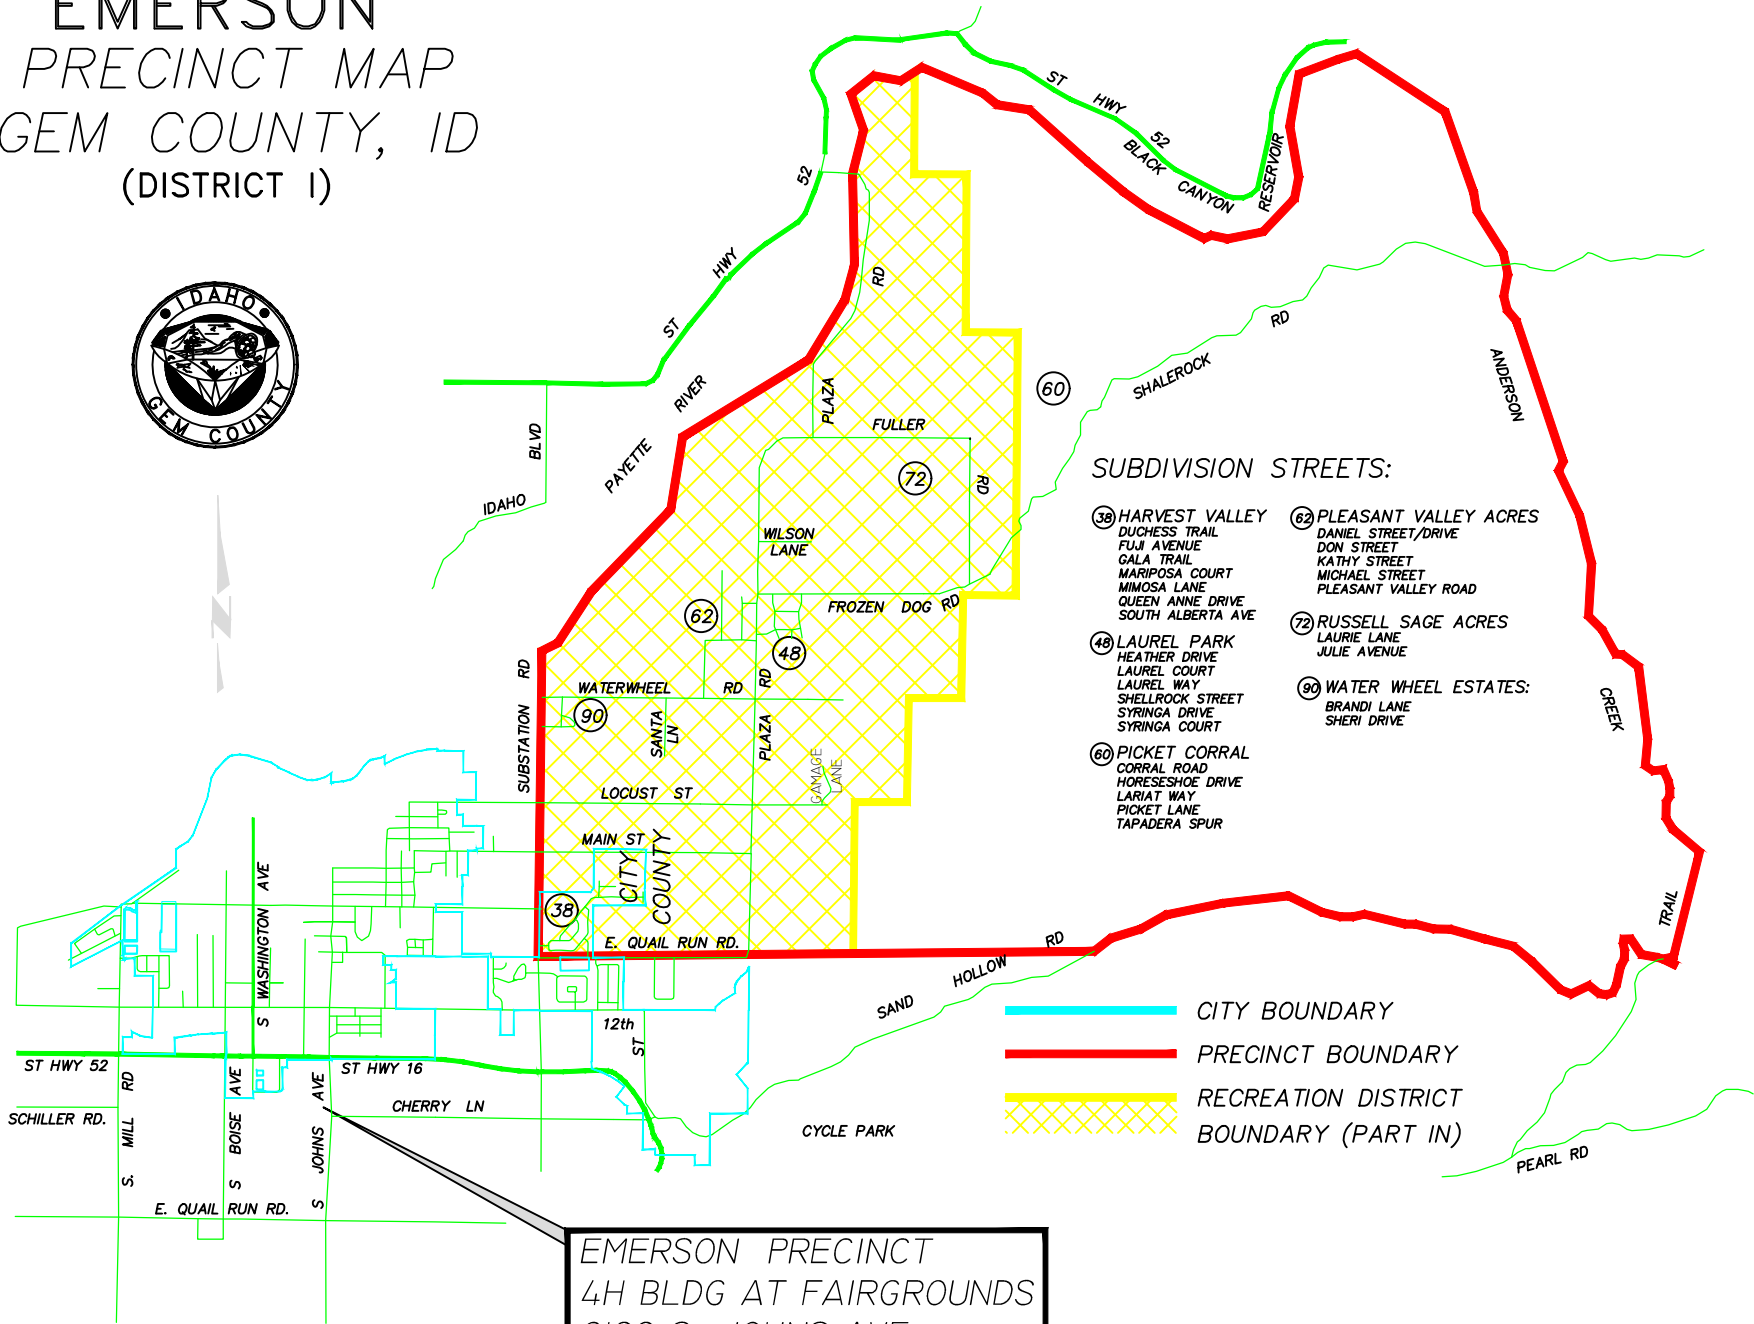 EMERSON
PRECINCT MAP
GEM COUNTY, ID
(DISTRICT I)
IDAHO
GEM COUNTY
N
ST HWY 52
BLACK CANYON RESERVOIR
ST HWY 52
PAYETTE RIVER
IDAHO BLVD
PLAZA RD
FULLER RD
SHALEROCK RD
ANDERSON CREEK TRAIL
60
72
WILSON
LANE
FROZEN DOG RD
62
48
WATERWHEEL RD
90
SANTA
LN
SUBSTATION RD
PLAZA RD
GAMAGE
LANE
LOCUST ST
MAIN ST
CITY
COUNTY
38
E. QUAIL RUN RD.
SAND HOLLOW RD
S WASHINGTON AVE
12th ST
ST HWY 52
ST HWY 16
SCHILLER RD.
S. MILL RD
S BOISE AVE
S JOHNS AVE
CHERRY LN
CYCLE PARK
E. QUAIL RUN RD.
PEARL RD
SUBDIVISION STREETS:
38 HARVEST VALLEY
DUCHESS TRAIL
FUJI AVENUE
GALA TRAIL
MARIPOSA COURT
MIMOSA LANE
QUEEN ANNE DRIVE
SOUTH ALBERTA AVE
48 LAUREL PARK
HEATHER DRIVE
LAUREL COURT
LAUREL WAY
SHELLROCK STREET
SYRINGA DRIVE
SYRINGA COURT
60 PICKET CORRAL
CORRAL ROAD
HORESESHOE DRIVE
LARIAT WAY
PICKET LANE
TAPADERA SPUR
62 PLEASANT VALLEY ACRES
DANIEL STREET/DRIVE
DON STREET
KATHY STREET
MICHAEL STREET
PLEASANT VALLEY ROAD
72 RUSSELL SAGE ACRES
LAURIE LANE
JULIE AVENUE
90 WATER WHEEL ESTATES:
BRANDI LANE
SHERI DRIVE
CITY BOUNDARY
PRECINCT BOUNDARY
RECREATION DISTRICT
BOUNDARY (PART IN)
EMERSON PRECINCT
4H BLDG AT FAIRGROUNDS